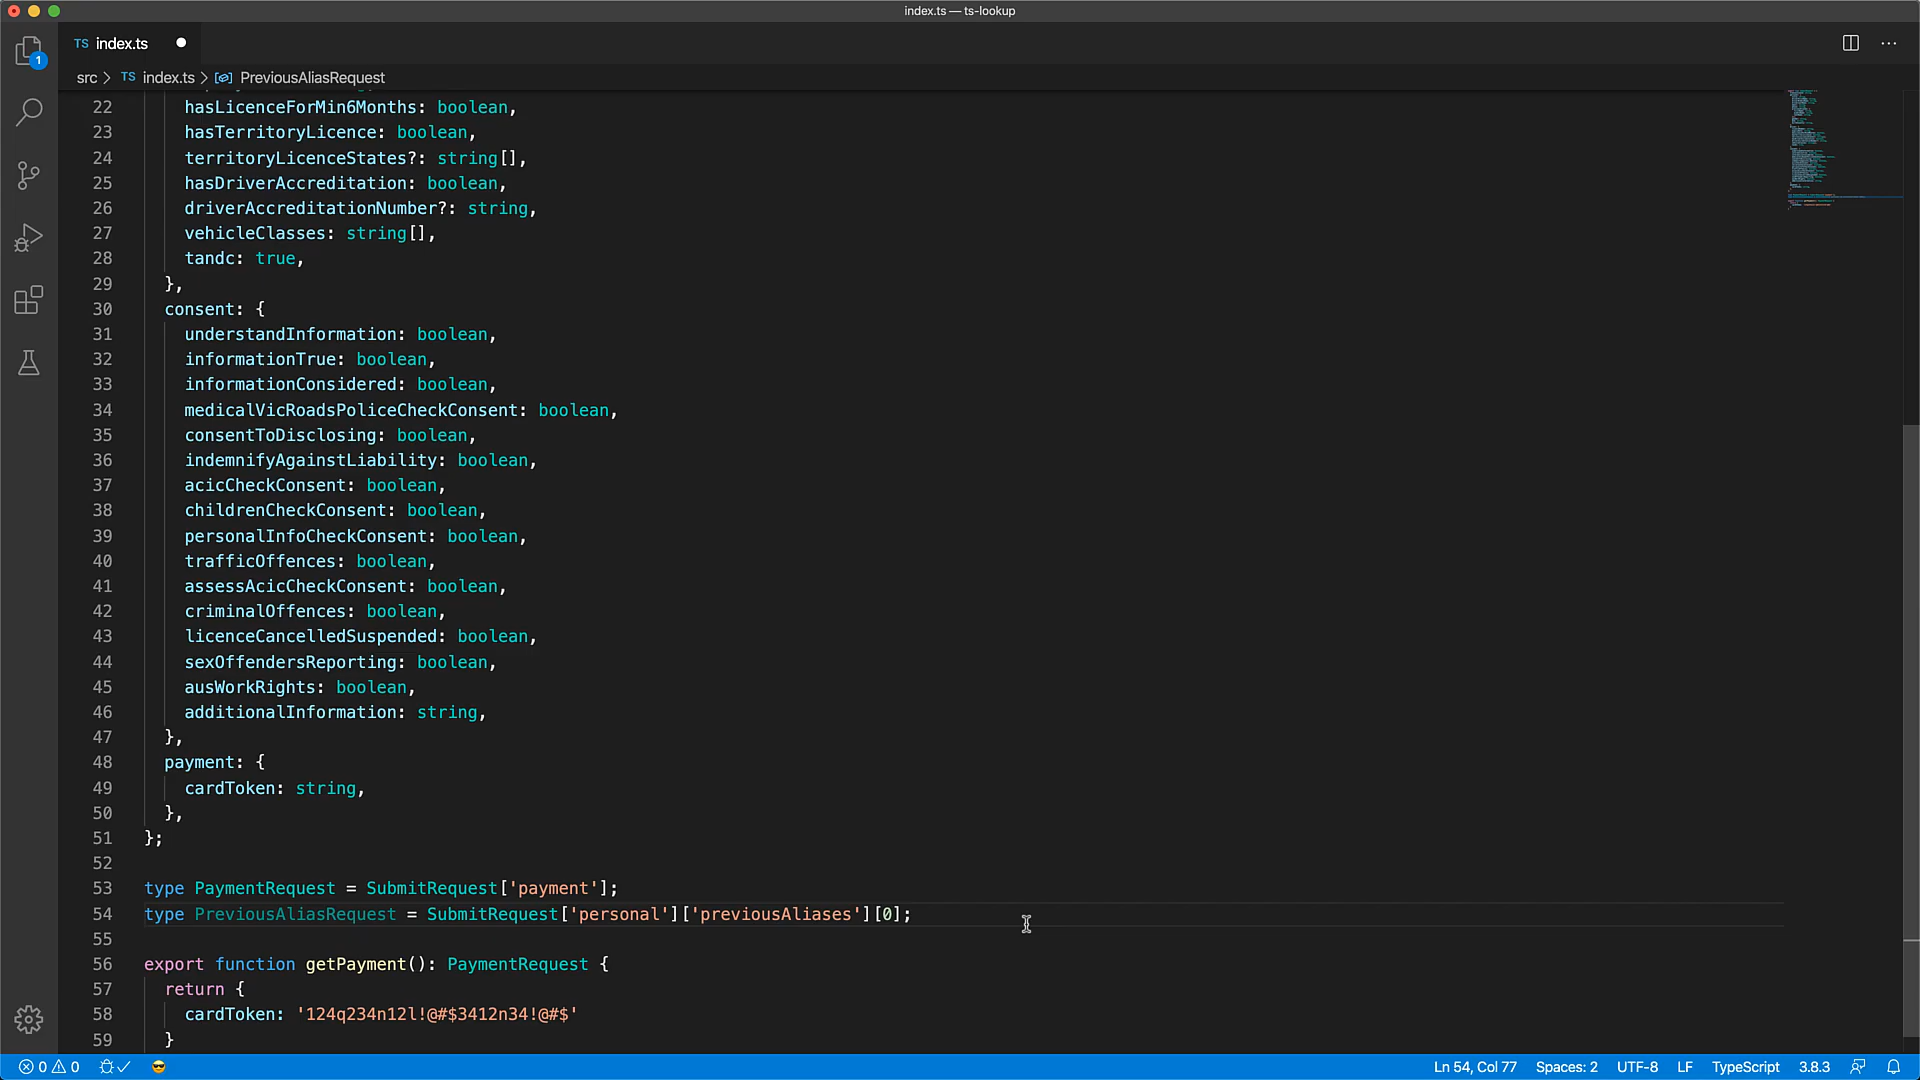 index.ts — ts-lookup
TS index.ts
src > TS index.ts > PreviousAliasRequest
1
22 hasLicenceForMin6Months: boolean,
23 hasTerritoryLicence: boolean,
24 territoryLicenceStates?: string[],
25 hasDriverAccreditation: boolean,
26 driverAccreditationNumber?: string,
27 vehicleClasses: string[],
28 tandc: true,
29 },
30 consent: {
31 understandInformation: boolean,
32 informationTrue: boolean,
33 informationConsidered: boolean,
34 medicalVicRoadsPoliceCheckConsent: boolean,
35 consentToDisclosing: boolean,
36 indemnifyAgainstLiability: boolean,
37 acicCheckConsent: boolean,
38 childrenCheckConsent: boolean,
39 personalInfoCheckConsent: boolean,
40 trafficOffences: boolean,
41 assessAcicCheckConsent: boolean,
42 criminalOffences: boolean,
43 licenceCancelledSuspended: boolean,
44 sexOffendersReporting: boolean,
45 ausWorkRights: boolean,
46 additionalInformation: string,
47 },
48 payment: {
49 cardToken: string,
50 },
51 };
52
53 type PaymentRequest = SubmitRequest['payment'];
54 type PreviousAliasRequest = SubmitRequest['personal']['previousAliases'][0];
55
56 export function getPayment(): PaymentRequest {
57 return {
58 cardToken: '124q234n12l!@#$3412n34!@#$'
59 }
0 0 Ln 54, Col 77 Spaces: 2 UTF-8 LF TypeScript 3.8.3